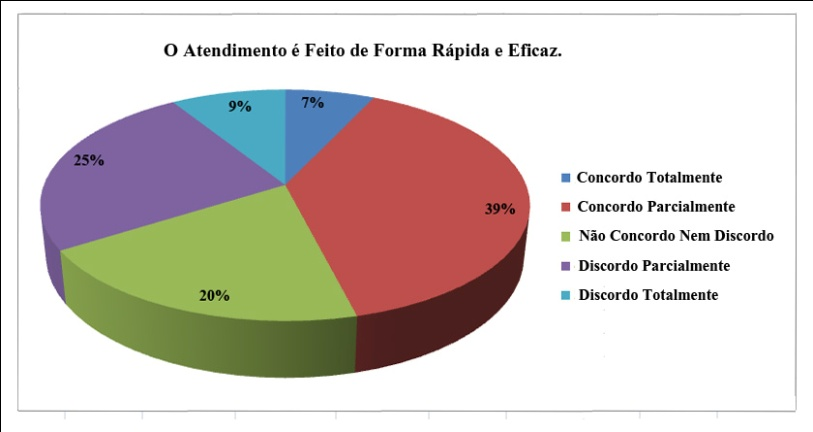 O Atendimento é Feito de Forma Rápida e Eficaz.
9%
7%
25%
39%
20%
Concordo Totalmente
Concordo Parcialmente
Não Concordo Nem Discordo
Discordo Parcialmente
Discordo Totalmente